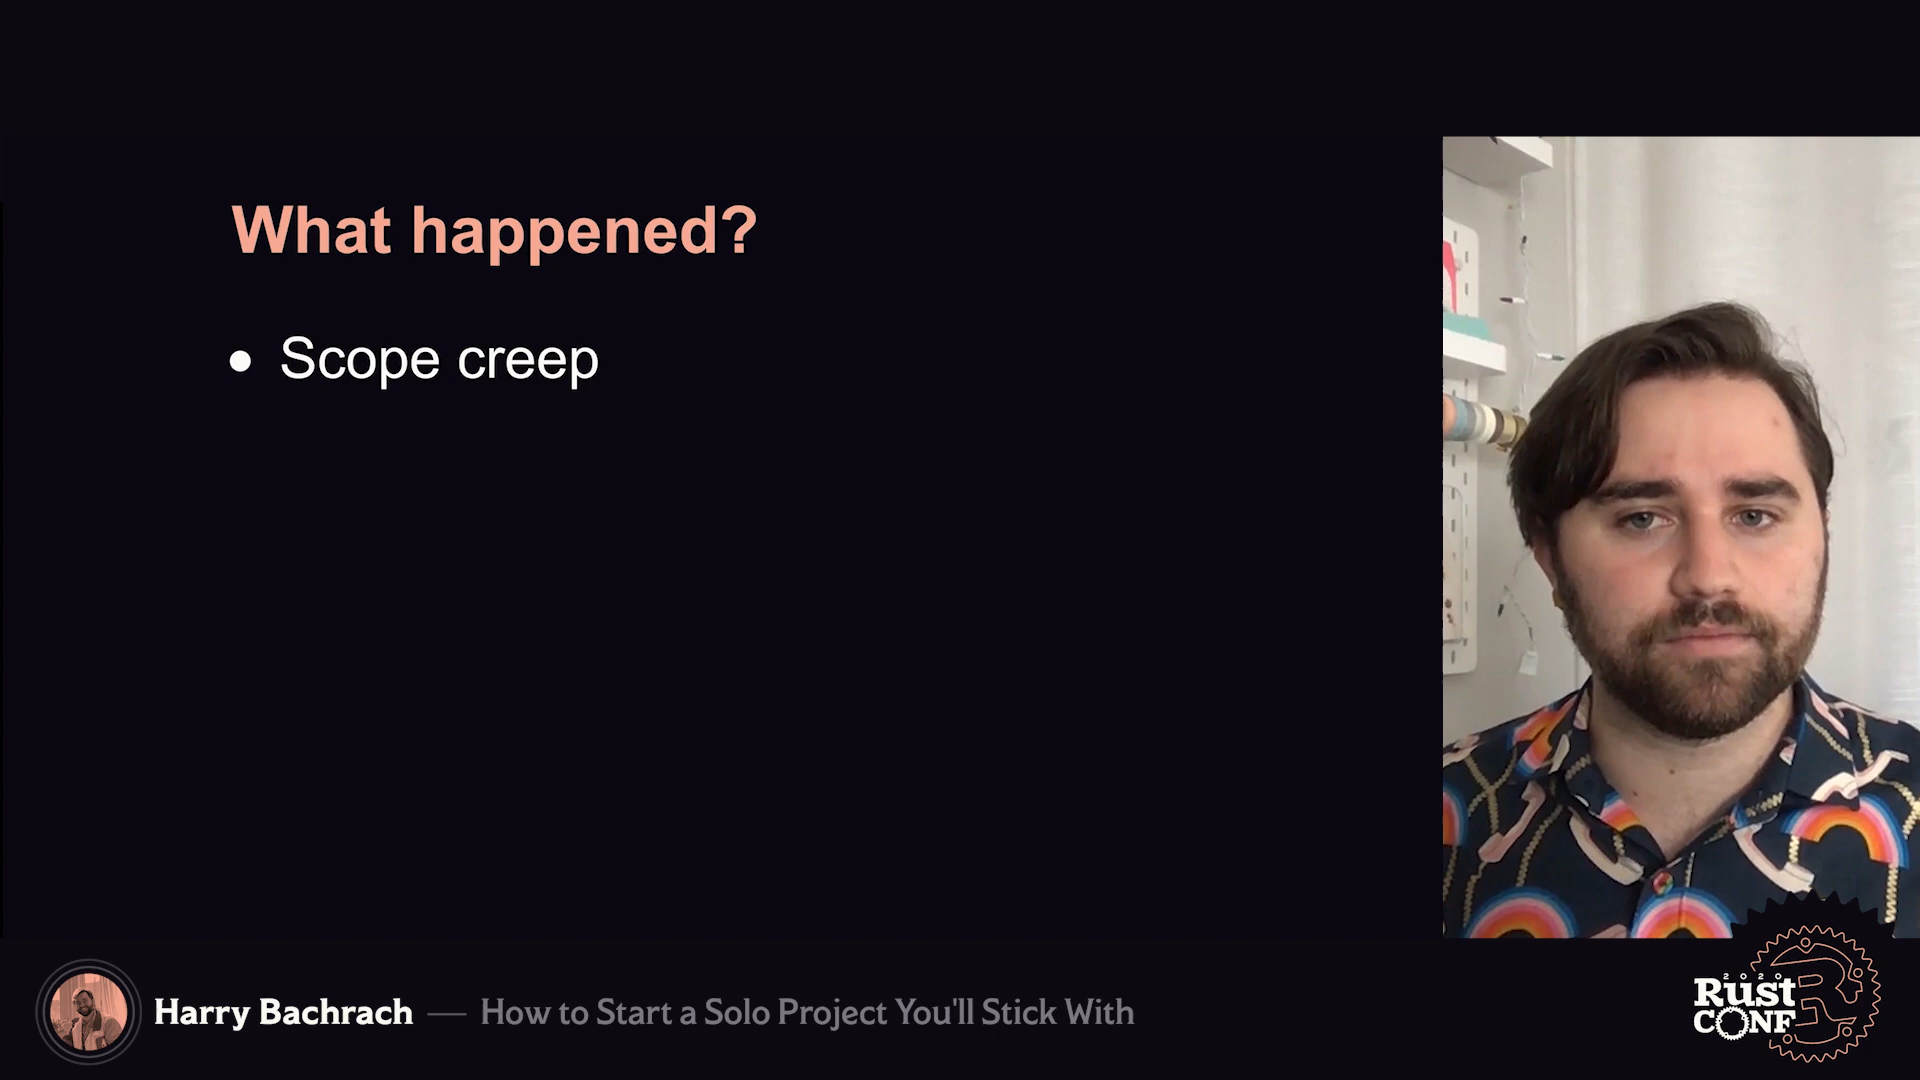 What happened?
● Scope creep
Harry Bachrach — How to Start a Solo Project You'll Stick With
2020
Rust
CONF